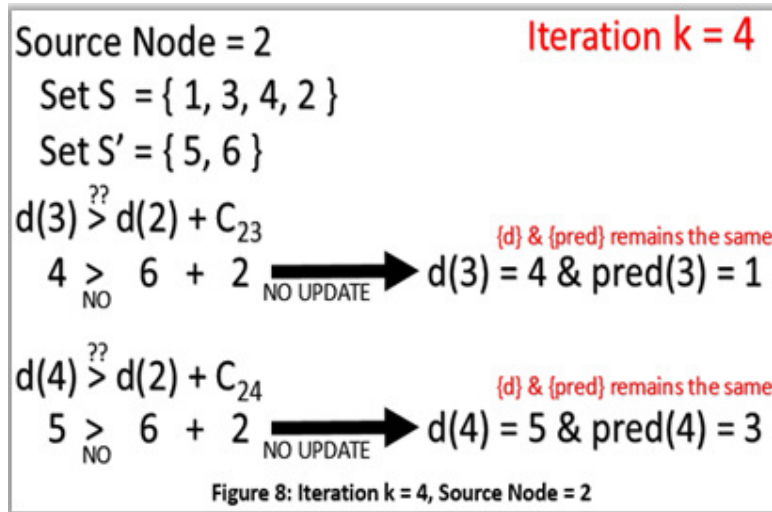 Source Node = 2
Iteration k = 4
Set S = { 1, 3, 4, 2 }
Set S’ = { 5, 6 }
??
d(3) > d(2) + C23
{d} & {pred} remains the same
4 > 6 + 2
NO
NO UPDATE
d(3) = 4 & pred(3) = 1
??
d(4) > d(2) + C24
{d} & {pred} remains the same
5 > 6 + 2
NO
NO UPDATE
d(4) = 5 & pred(4) = 3
Figure 8: Iteration k = 4, Source Node = 2